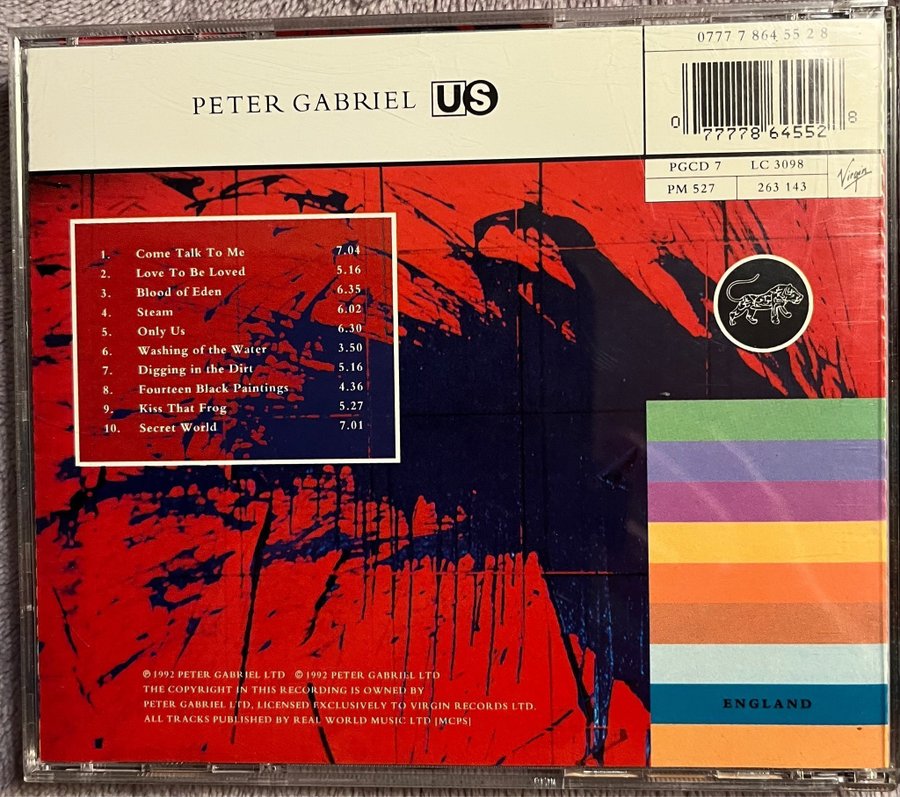 PETER GABRIEL US
0777 7 864 55 2 8
0 77778 64552 8
PGCD 7 LC 3098
PM 527 263 143
Virgin
1. Come Talk To Me 7.04
2. Love To Be Loved 5.16
3. Blood of Eden 6.35
4. Steam 6.02
5. Only Us 6.30
6. Washing of the Water 3.50
7. Digging in the Dirt 5.16
8. Fourteen Black Paintings 4.36
9. Kiss That Frog 5.27
10. Secret World 7.01
℗ 1992 PETER GABRIEL LTD © 1992 PETER GABRIEL LTD
THE COPYRIGHT IN THIS RECORDING IS OWNED BY
PETER GABRIEL LTD, LICENSED EXCLUSIVELY TO VIRGIN RECORDS LTD.
ALL TRACKS PUBLISHED BY REAL WORLD MUSIC LTD [MCPS]
ENGLAND